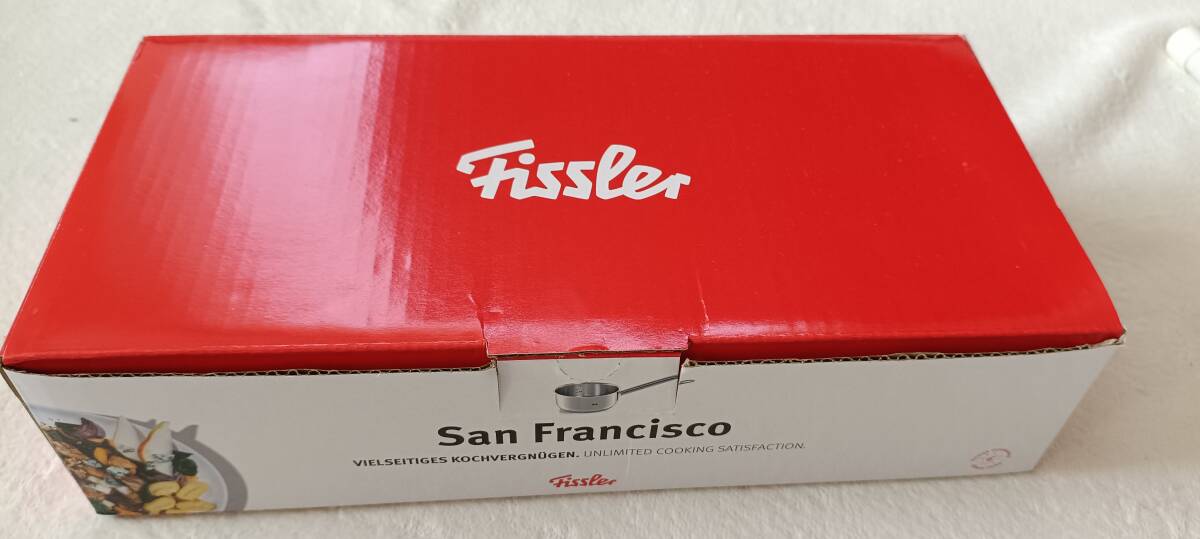 Fissler
San Francisco
VIELSEITIGES KOCHVERGNÜGEN. UNLIMITED COOKING SATISFACTION.
Fissler